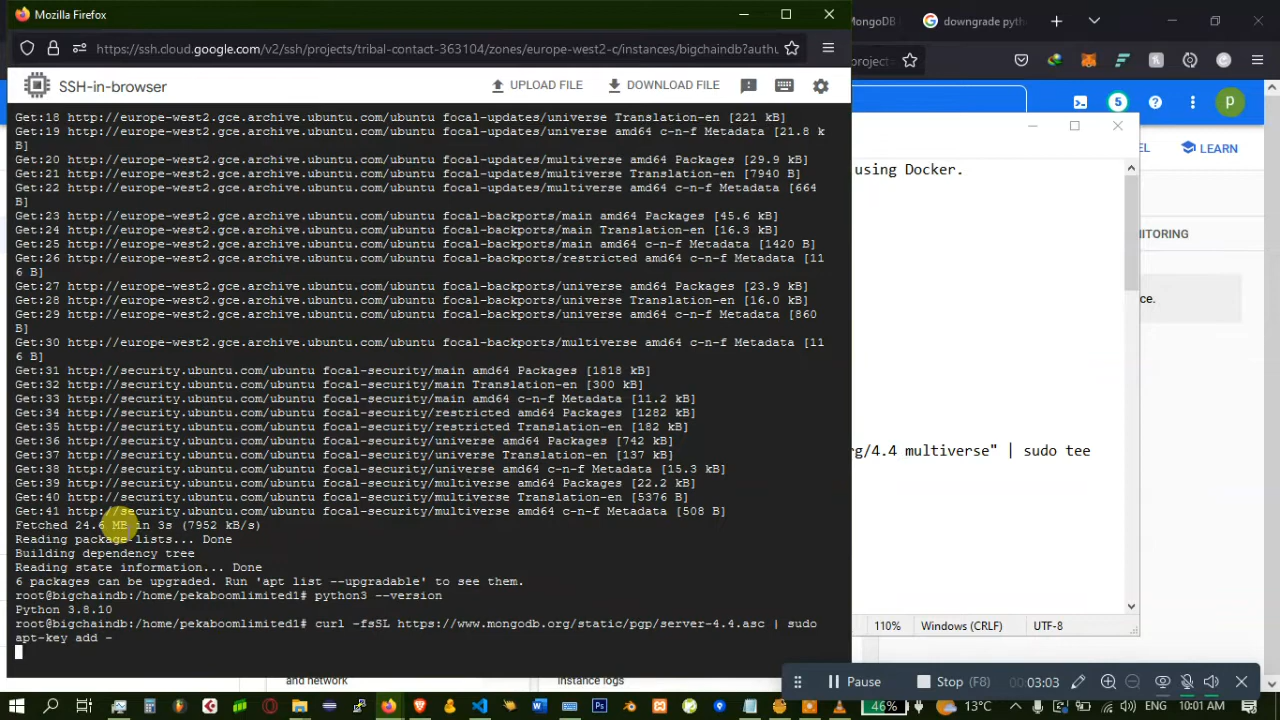 Mozilla Firefox
MongoDB
downgrade pyth
https://ssh.cloud.google.com/v2/ssh/projects/tribal-contact-363104/zones/europe-west2-c/instances/bigchaindb?authu
project
SSH-in-browser
UPLOAD FILE
DOWNLOAD FILE
5
p
EL
LEARN
using Docker.
ITORING
ce.
rg/4.4 multiverse" | sudo tee
Get:18 http://europe-west2.gce.archive.ubuntu.com/ubuntu focal-updates/universe Translation-en [221 kB]
Get:19 http://europe-west2.gce.archive.ubuntu.com/ubuntu focal-updates/universe amd64 c-n-f Metadata [21.8 k
B]
Get:20 http://europe-west2.gce.archive.ubuntu.com/ubuntu focal-updates/multiverse amd64 Packages [29.9 kB]
Get:21 http://europe-west2.gce.archive.ubuntu.com/ubuntu focal-updates/multiverse Translation-en [7940 B]
Get:22 http://europe-west2.gce.archive.ubuntu.com/ubuntu focal-updates/multiverse amd64 c-n-f Metadata [664
B]
Get:23 http://europe-west2.gce.archive.ubuntu.com/ubuntu focal-backports/main amd64 Packages [45.6 kB]
Get:24 http://europe-west2.gce.archive.ubuntu.com/ubuntu focal-backports/main Translation-en [16.3 kB]
Get:25 http://europe-west2.gce.archive.ubuntu.com/ubuntu focal-backports/main amd64 c-n-f Metadata [1420 B]
Get:26 http://europe-west2.gce.archive.ubuntu.com/ubuntu focal-backports/restricted amd64 c-n-f Metadata [11
6 B]
Get:27 http://europe-west2.gce.archive.ubuntu.com/ubuntu focal-backports/universe amd64 Packages [23.9 kB]
Get:28 http://europe-west2.gce.archive.ubuntu.com/ubuntu focal-backports/universe Translation-en [16.0 kB]
Get:29 http://europe-west2.gce.archive.ubuntu.com/ubuntu focal-backports/universe amd64 c-n-f Metadata [860
B]
Get:30 http://europe-west2.gce.archive.ubuntu.com/ubuntu focal-backports/multiverse amd64 c-n-f Metadata [11
6 B]
Get:31 http://security.ubuntu.com/ubuntu focal-security/main amd64 Packages [1818 kB]
Get:32 http://security.ubuntu.com/ubuntu focal-security/main Translation-en [300 kB]
Get:33 http://security.ubuntu.com/ubuntu focal-security/main amd64 c-n-f Metadata [11.2 kB]
Get:34 http://security.ubuntu.com/ubuntu focal-security/restricted amd64 Packages [1282 kB]
Get:35 http://security.ubuntu.com/ubuntu focal-security/restricted Translation-en [182 kB]
Get:36 http://security.ubuntu.com/ubuntu focal-security/universe amd64 Packages [742 kB]
Get:37 http://security.ubuntu.com/ubuntu focal-security/universe Translation-en [137 kB]
Get:38 http://security.ubuntu.com/ubuntu focal-security/universe amd64 c-n-f Metadata [15.3 kB]
Get:39 http://security.ubuntu.com/ubuntu focal-security/multiverse amd64 Packages [22.2 kB]
Get:40 http://security.ubuntu.com/ubuntu focal-security/multiverse Translation-en [5376 B]
Get:41 http://security.ubuntu.com/ubuntu focal-security/multiverse amd64 c-n-f Metadata [508 B]
Fetched 24.6 MB in 3s (7952 kB/s)
Reading package lists... Done
Building dependency tree
Reading state information... Done
6 packages can be upgraded. Run 'apt list --upgradable' to see them.
root@bigchaindb:/home/pekaboomlimited1# python3 --version
Python 3.8.10
root@bigchaindb:/home/pekaboomlimited1# curl -fsSL https://www.mongodb.org/static/pgp/server-4.4.asc | sudo
apt-key add -
110%
Windows (CRLF)
UTF-8
and network
instance logs
Pause
Stop (F8)
00:03:03
46%
13°C
ENG
10:01 AM